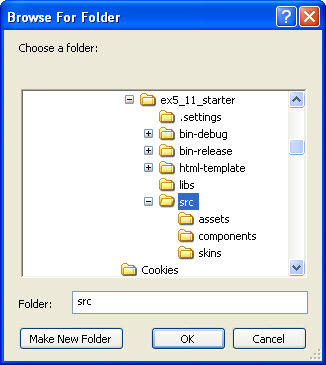 Browse For Folder
Choose a folder:
ex5_11_starter
.settings
bin-debug
bin-release
html-template
libs
src
assets
components
skins
Cookies
Folder: src
Make New Folder OK Cancel